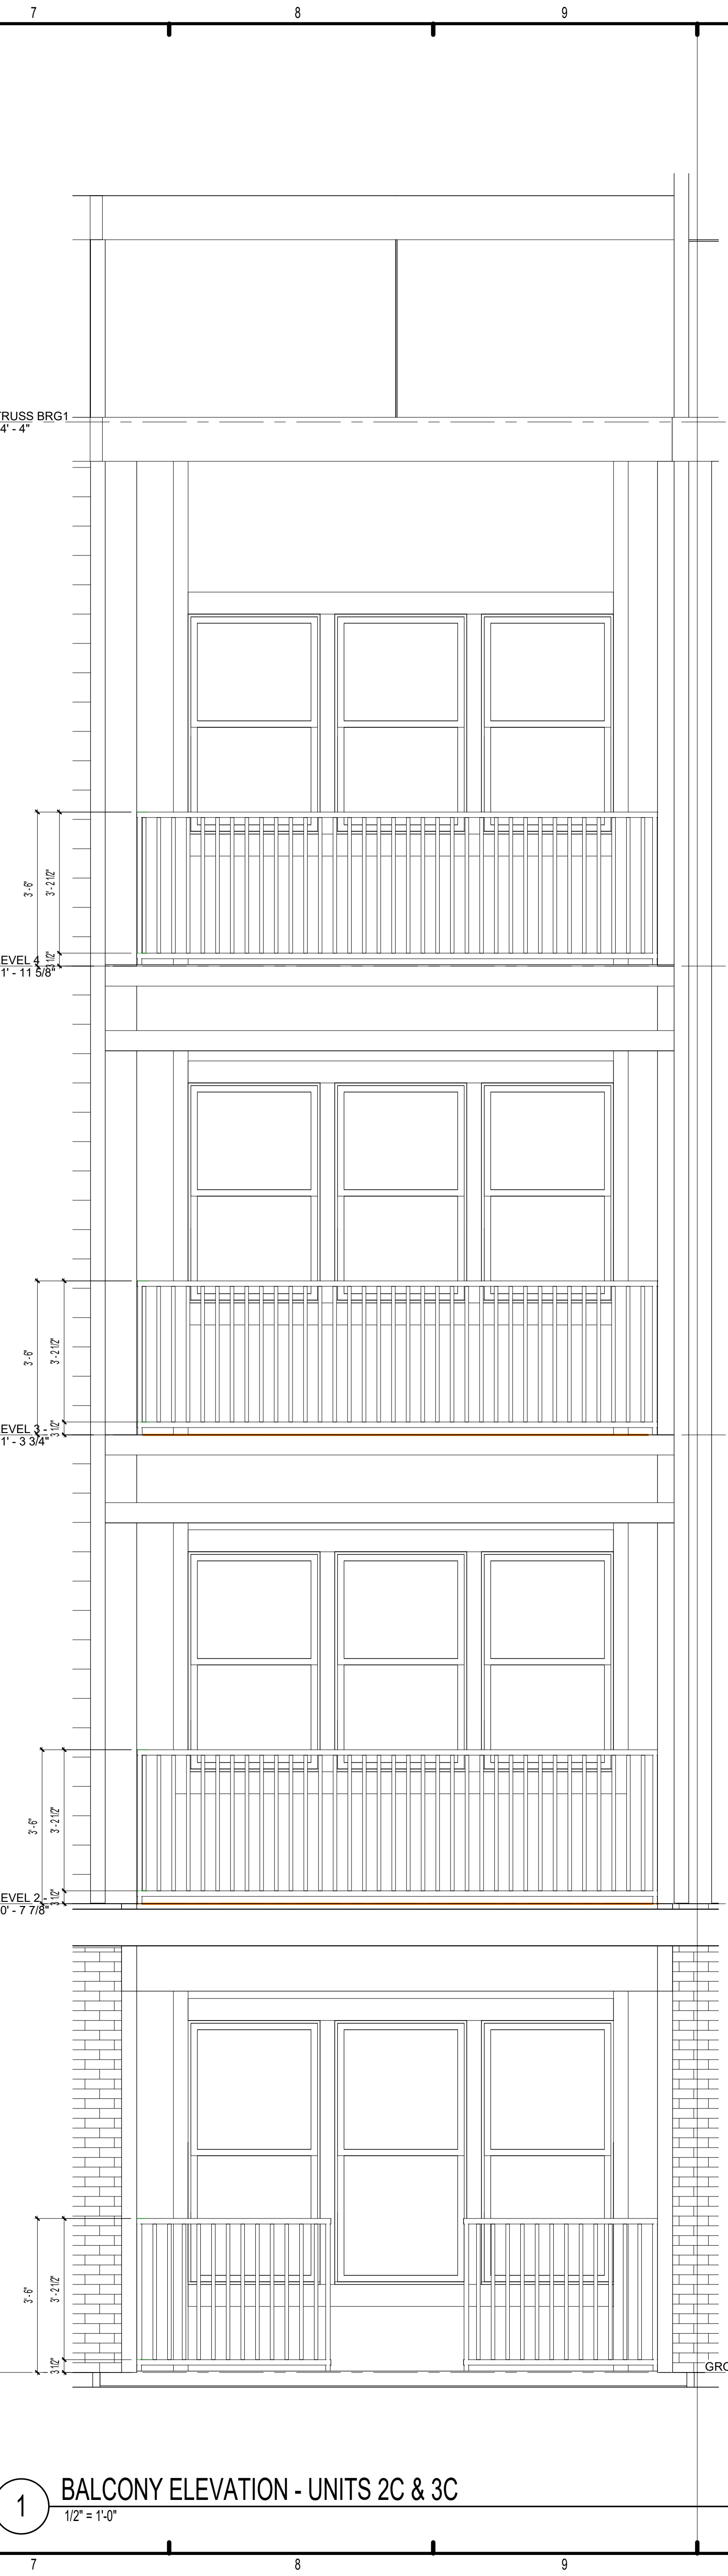 7 8 9
TRUSS BRG1
4' - 4"
3' - 6"
3' - 2 1/2"
EVEL 4
1' - 11 5/8"
3' - 6"
3' - 2 1/2"
3 1/2"
EVEL 3
1' - 3 3/4"
3' - 6"
3' - 2 1/2"
3 1/2"
EVEL 2
0' - 7 7/8"
3' - 6"
3' - 2 1/2"
3 1/2"
GRO
1
BALCONY ELEVATION - UNITS 2C & 3C
1/2" = 1'-0"
7 8 9